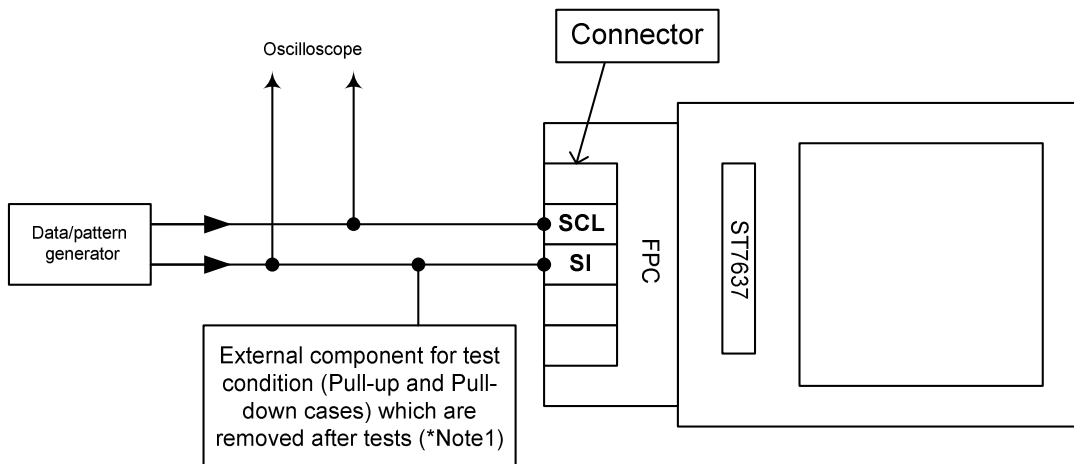 Oscilloscope
Connector
Data/pattern
generator
SCL
SI
FPC
ST7637
External component for test
condition (Pull-up and Pull-
down cases) which are
removed after tests (*Note1)